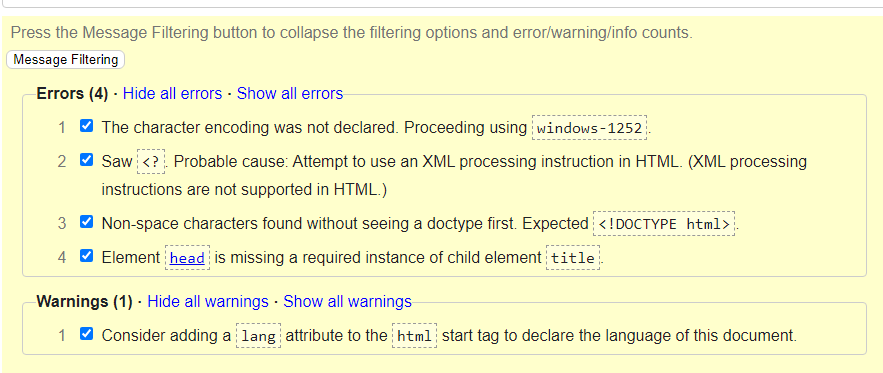 Press the Message Filtering button to collapse the filtering options and error/warning/info counts.
Message Filtering
Errors (4) · Hide all errors · Show all errors
1 The character encoding was not declared. Proceeding using windows-1252.
2 Saw <?. Probable cause: Attempt to use an XML processing instruction in HTML. (XML processing
instructions are not supported in HTML.)
3 Non-space characters found without seeing a doctype first. Expected <!DOCTYPE html>.
4 Element head is missing a required instance of child element title.
Warnings (1) · Hide all warnings · Show all warnings
1 Consider adding a lang attribute to the html start tag to declare the language of this document.